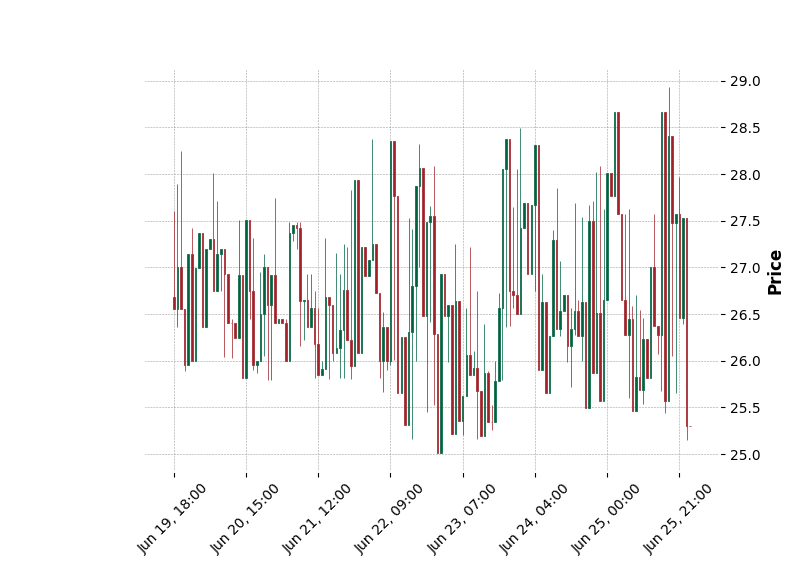 29.0
28.5
28.0
27.5
27.0
26.5
26.0
25.5
25.0
Price
Jun 19, 18:00
Jun 20, 15:00
Jun 21, 12:00
Jun 22, 09:00
Jun 23, 07:00
Jun 24, 04:00
Jun 25, 00:00
Jun 25, 21:00